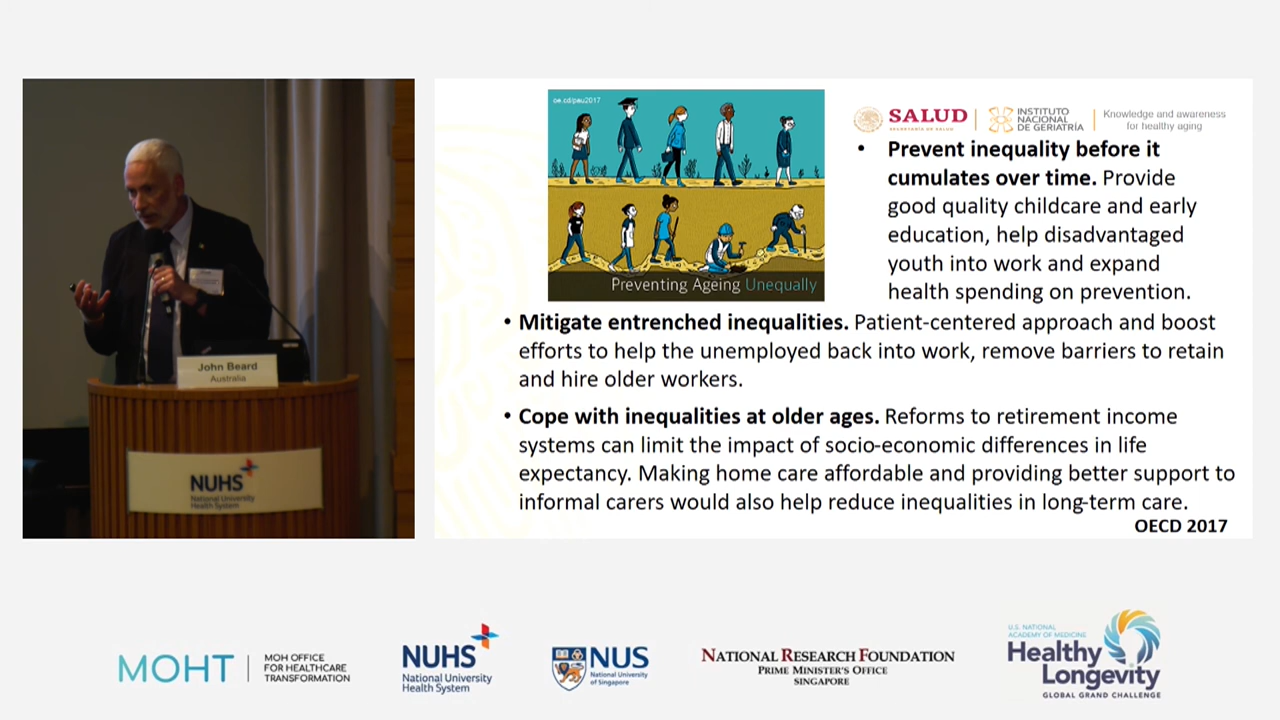 John Beard
Australia
NUHS
National University
Health System
oe.cd/pau2017
Preventing Ageing Unequally
SALUD
SECRETARÍA DE SALUD
INSTITUTO
NACIONAL
DE GERIATRÍA
Knowledge and awareness
for healthy aging
• Prevent inequality before it
cumulates over time. Provide
good quality childcare and early
education, help disadvantaged
youth into work and expand
health spending on prevention.
• Mitigate entrenched inequalities. Patient-centered approach and boost
efforts to help the unemployed back into work, remove barriers to retain
and hire older workers.
• Cope with inequalities at older ages. Reforms to retirement income
systems can limit the impact of socio-economic differences in life
expectancy. Making home care affordable and providing better support to
informal carers would also help reduce inequalities in long-term care.
OECD 2017
MOHT
MOH OFFICE
FOR HEALTHCARE
TRANSFORMATION
NUHS
National University
Health System
NUS
National University
of Singapore
NATIONAL RESEARCH FOUNDATION
PRIME MINISTER'S OFFICE
SINGAPORE
U.S. NATIONAL
ACADEMY OF MEDICINE
Healthy
Longevity
GLOBAL GRAND CHALLENGE